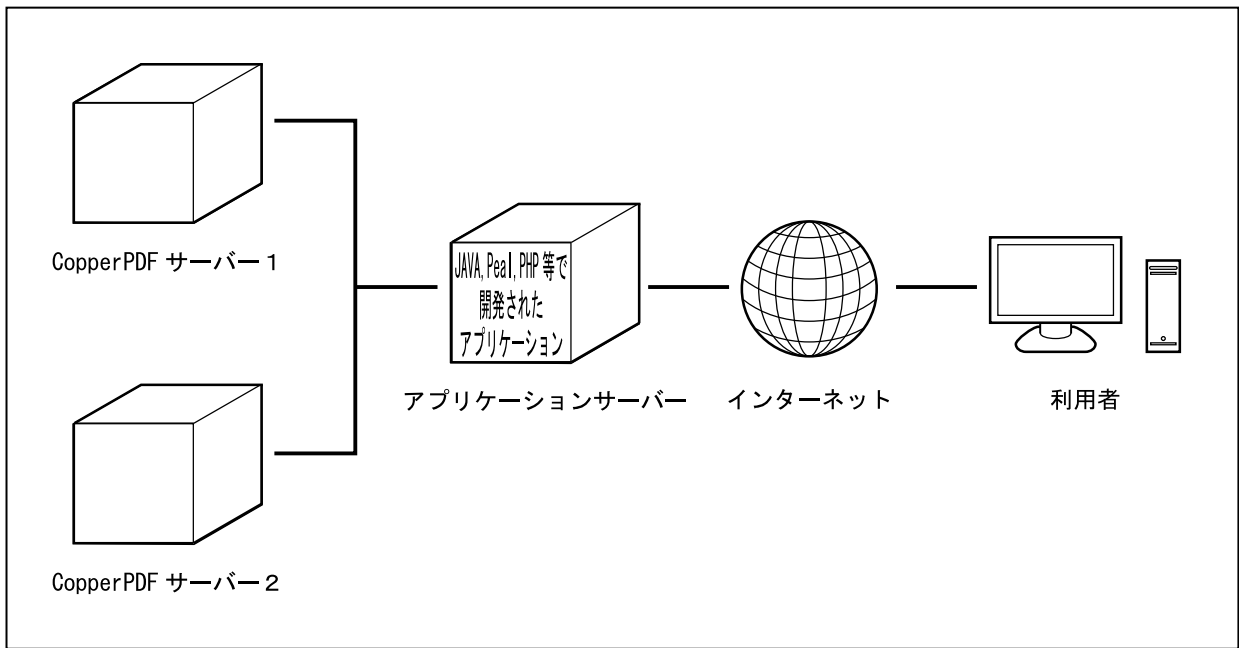 CopperPDF サーバー１
JAVA, Peal, PHP 等で
開発された
アプリケーション
アプリケーションサーバー
インターネット
利用者
CopperPDF サーバー２